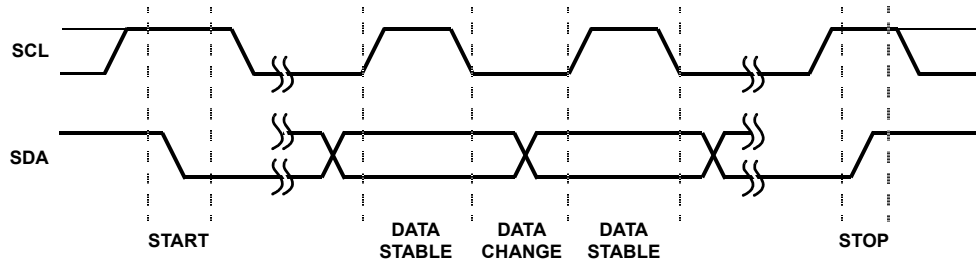 SCL
SDA
START
DATA
STABLE
DATA
CHANGE
DATA
STABLE
STOP